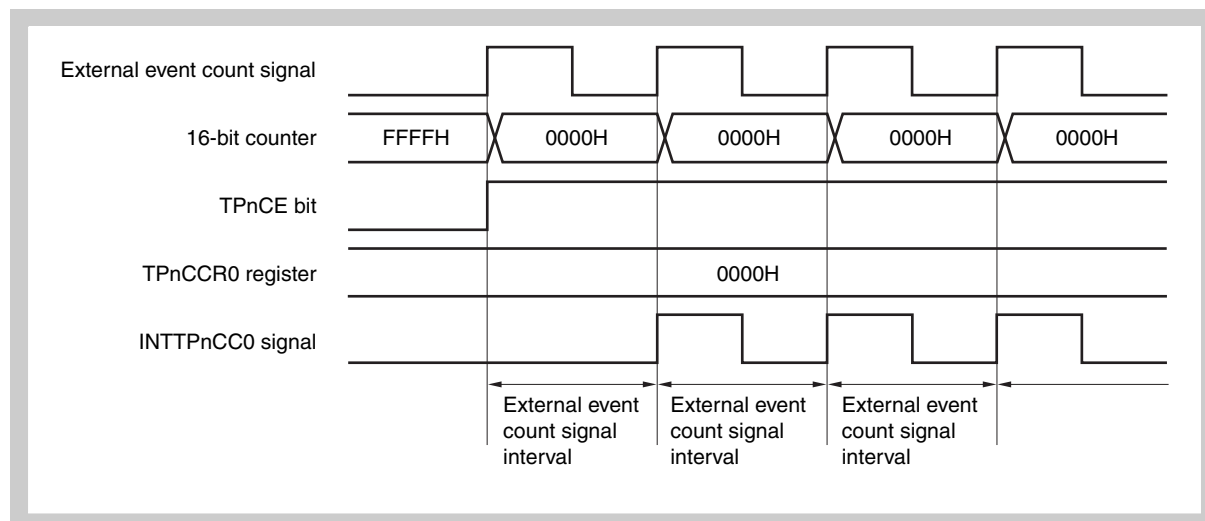 External event count signal
16-bit counter
FFFFH
0000H
0000H
0000H
0000H
TPnCE bit
TPnCCR0 register
0000H
INTTPnCC0 signal
External event
count signal
interval
External event
count signal
interval
External event
count signal
interval